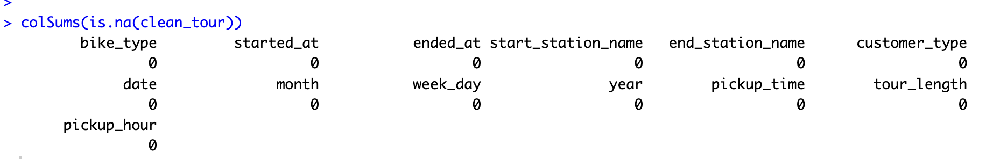 >
> colSums(is.na(clean_tour))
bike_type started_at ended_at start_station_name end_station_name customer_type
0 0 0 0 0 0
date month week_day year pickup_time tour_length
0 0 0 0 0 0
pickup_hour
0